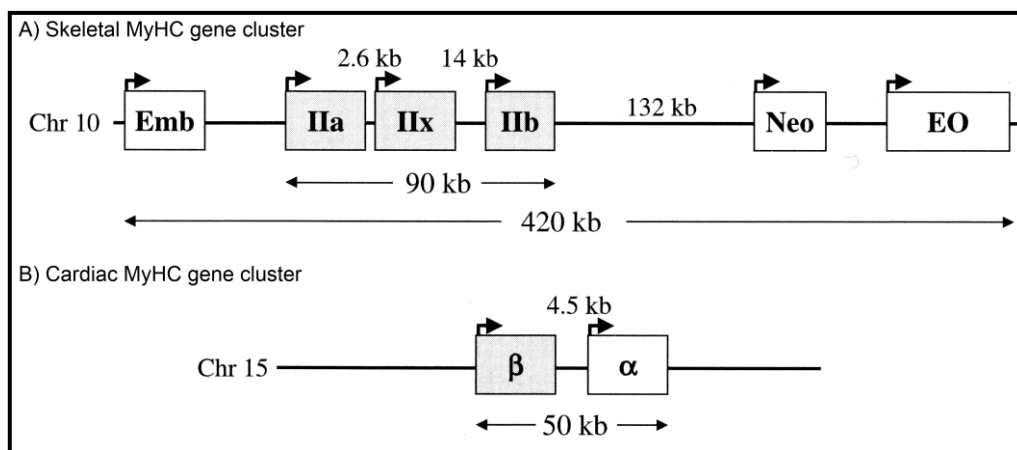 A) Skeletal MyHC gene cluster
2.6 kb 14 kb
132 kb
Chr 10 Emb IIa IIx IIb Neo EO
90 kb
420 kb
B) Cardiac MyHC gene cluster
4.5 kb
Chr 15 β α
50 kb